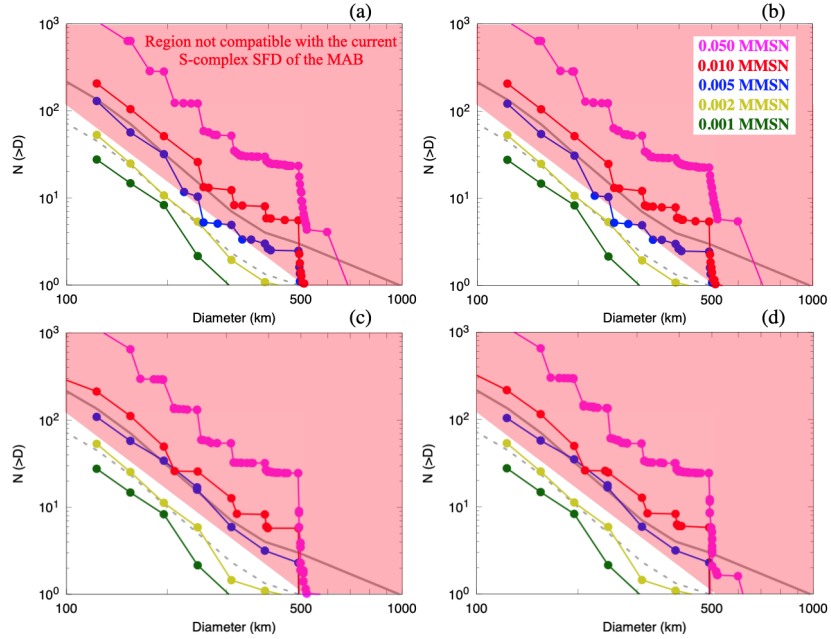 (a)
(b)
10³
10²
10¹
10⁰
N (>D)
Region not compatible with the current
S-complex SFD of the MAB
100
500
1000
Diameter (km)
10³
10²
10¹
10⁰
N (>D)
0.050 MMSN
0.010 MMSN
0.005 MMSN
0.002 MMSN
0.001 MMSN
100
500
1000
Diameter (km)
(c)
(d)
10³
10²
10¹
10⁰
N (>D)
100
500
1000
Diameter (km)
10³
10²
10¹
10⁰
N (>D)
100
500
1000
Diameter (km)